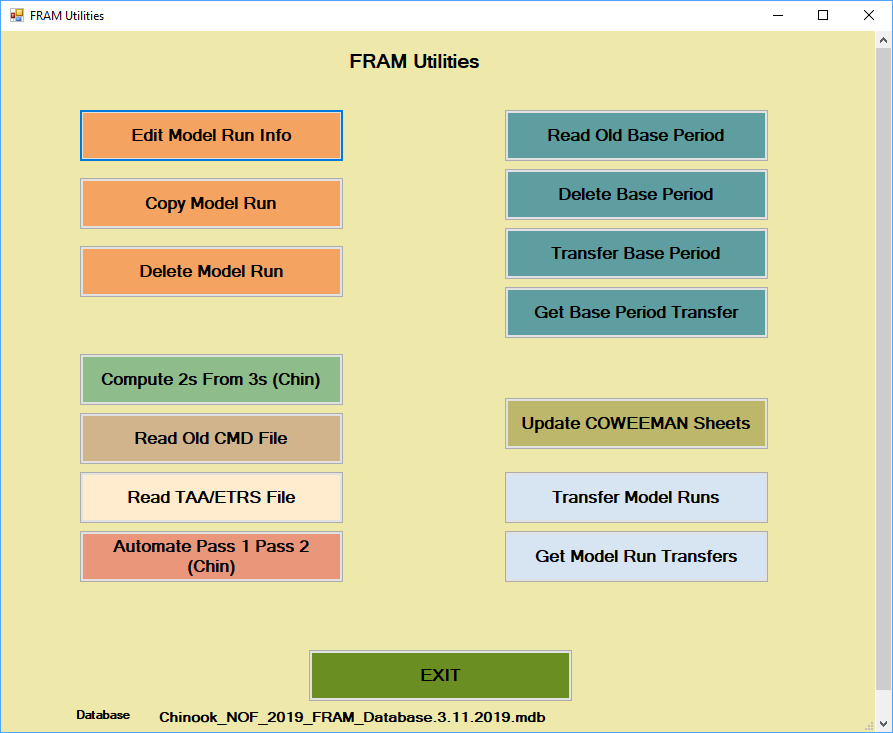 FRAM Utilities
FRAM Utilities
Edit Model Run Info
Copy Model Run
Delete Model Run
Compute 2s From 3s (Chin)
Read Old CMD File
Read TAA/ETRS File
Automate Pass 1 Pass 2
(Chin)
Read Old Base Period
Delete Base Period
Transfer Base Period
Get Base Period Transfer
Update COWEEMAN Sheets
Transfer Model Runs
Get Model Run Transfers
EXIT
Database Chinook_NOF_2019_FRAM_Database.3.11.2019.mdb